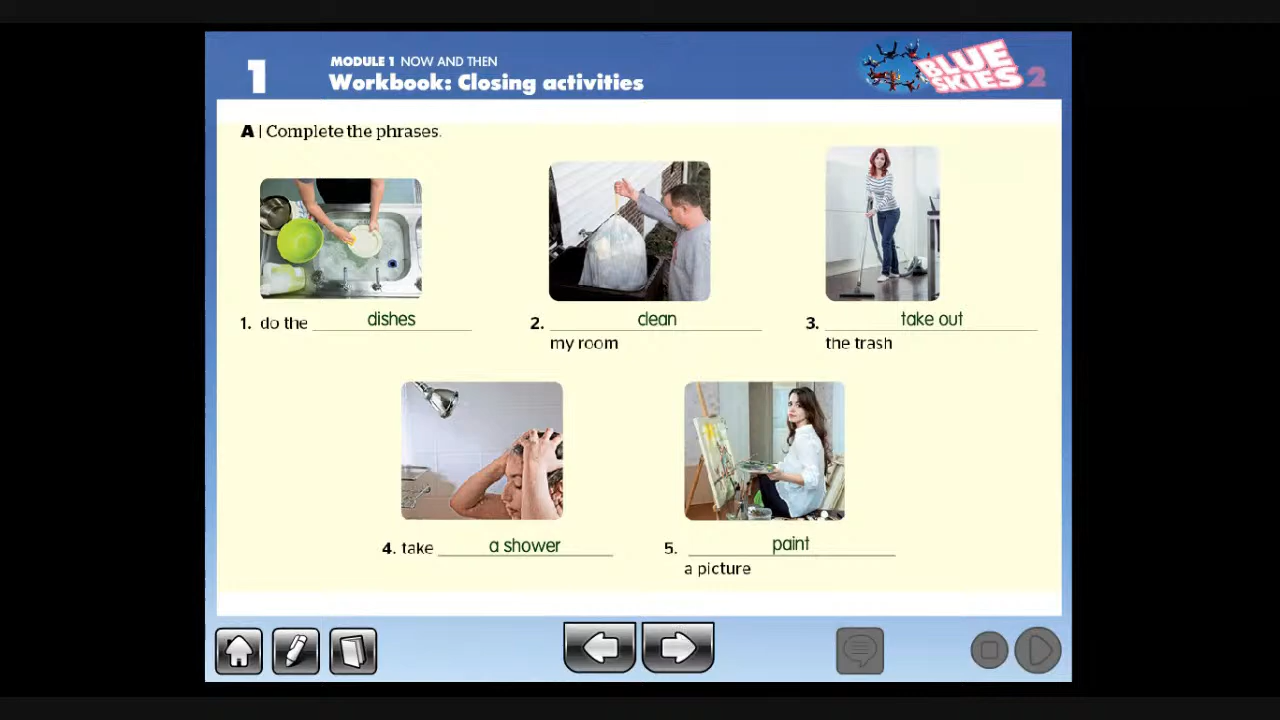 1
MODULE 1 NOW AND THEN
Workbook: Closing activities
BLUE
SKIES 2
A | Complete the phrases.
1. do the dishes
2. clean
my room
3. take out
the trash
4. take a shower
5. paint
a picture